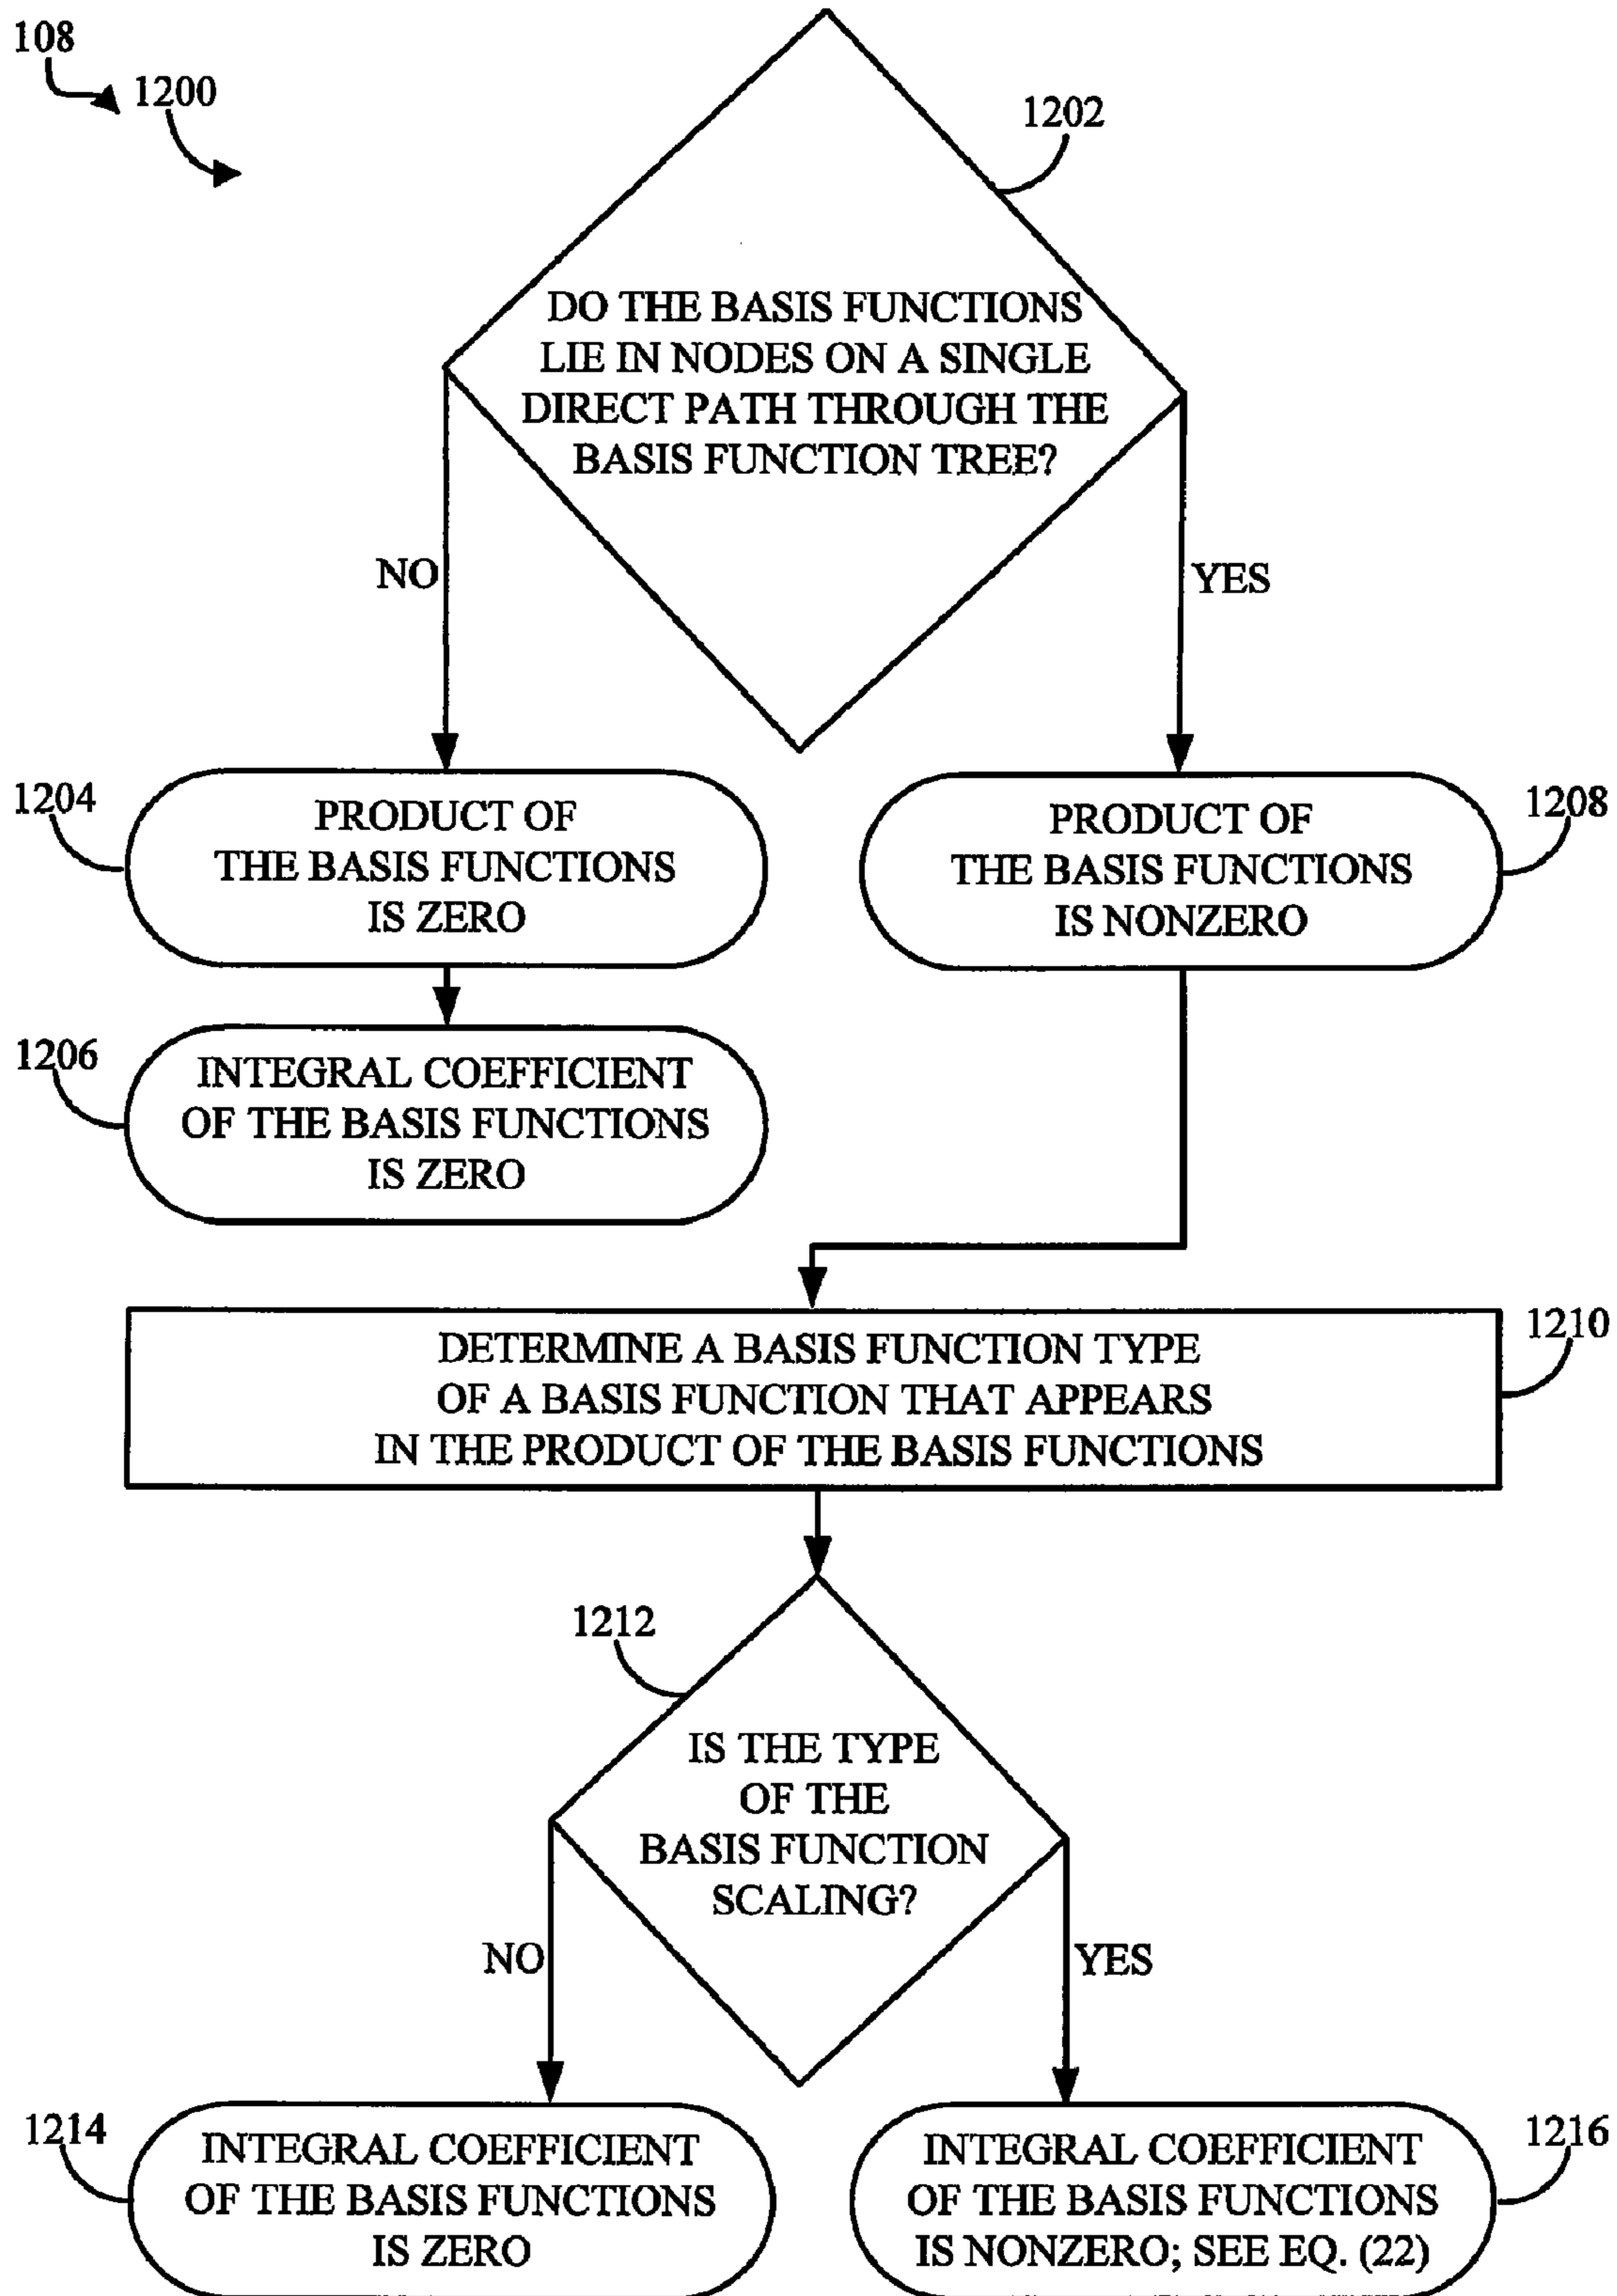 108
1200
1202
DO THE BASIS FUNCTIONS
LIE IN NODES ON A SINGLE
DIRECT PATH THROUGH THE
BASIS FUNCTION TREE?
NO
YES
1204
PRODUCT OF
THE BASIS FUNCTIONS
IS ZERO
1208
PRODUCT OF
THE BASIS FUNCTIONS
IS NONZERO
1206
INTEGRAL COEFFICIENT
OF THE BASIS FUNCTIONS
IS ZERO
1210
DETERMINE A BASIS FUNCTION TYPE
OF A BASIS FUNCTION THAT APPEARS
IN THE PRODUCT OF THE BASIS FUNCTIONS
1212
IS THE TYPE
OF THE
BASIS FUNCTION
SCALING?
NO
YES
1214
INTEGRAL COEFFICIENT
OF THE BASIS FUNCTIONS
IS ZERO
1216
INTEGRAL COEFFICIENT
OF THE BASIS FUNCTIONS
IS NONZERO; SEE EQ. (22)